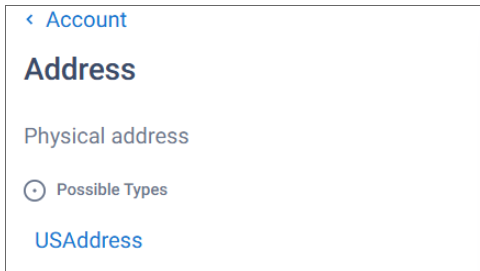 < Account
Address
Physical address
Possible Types
USAddress